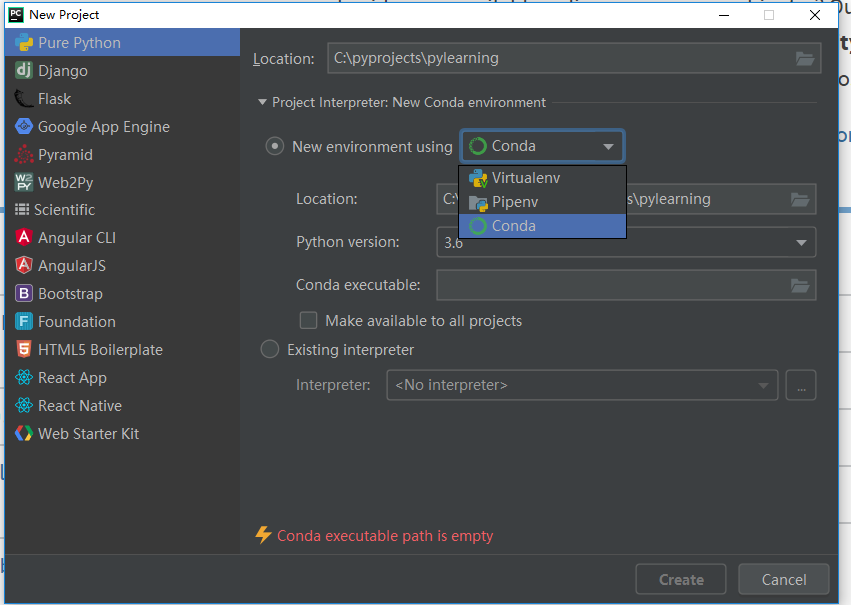 New Project
Pure Python
Django
Flask
Google App Engine
Pyramid
Web2Py
Scientific
Angular CLI
AngularJS
Bootstrap
Foundation
HTML5 Boilerplate
React App
React Native
Web Starter Kit
Location: C:\pyprojects\pylearning
Project Interpreter: New Conda environment
New environment using Conda
Virtualenv
Pipenv
Conda
Location: C:\ s\pylearning
Python version: 3.6
Conda executable:
Make available to all projects
Existing interpreter
Interpreter: <No interpreter> ...
Conda executable path is empty
Create Cancel